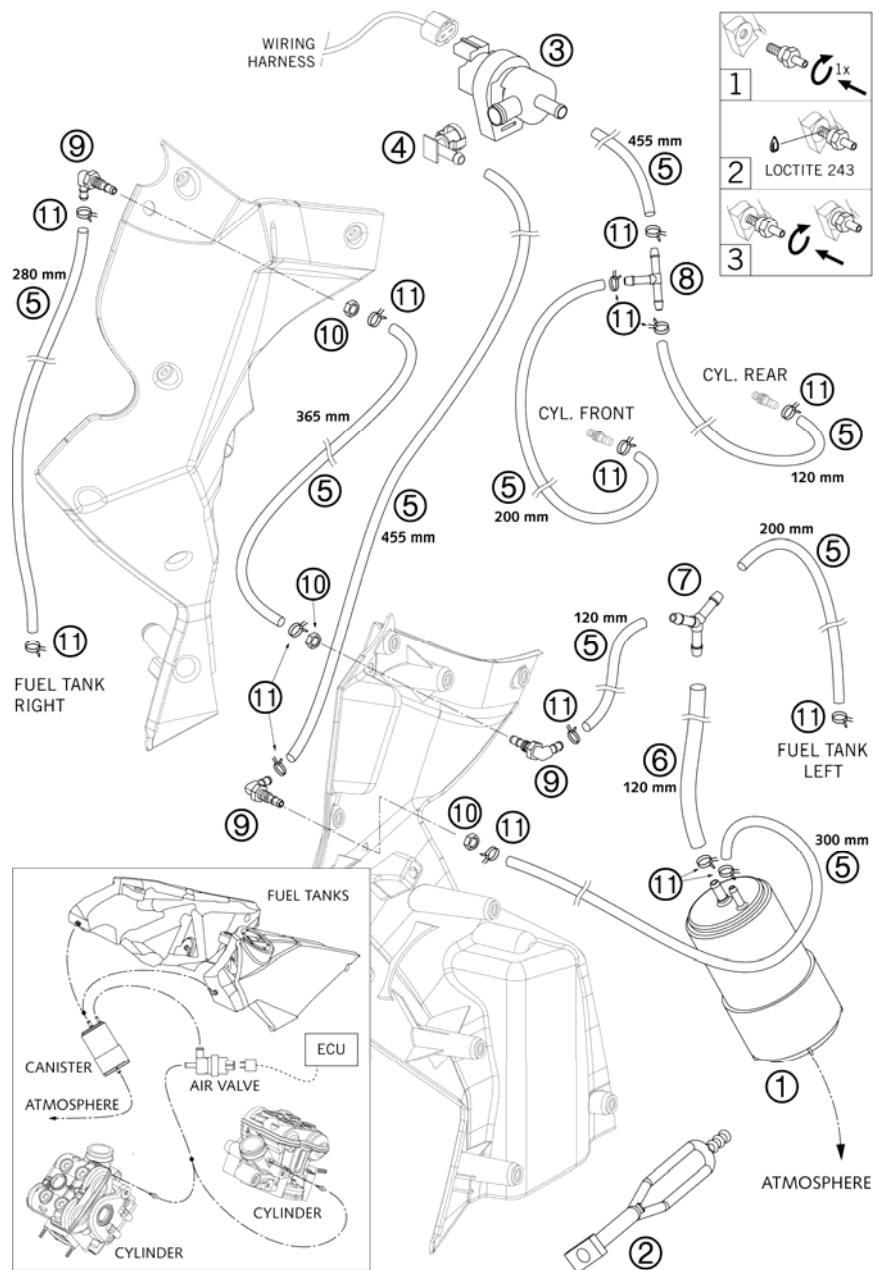 WIRING
HARNESS
③
1
1x
④
455 mm
⑤
2
LOCTITE 243
⑨
⑪
⑪
3
280 mm
⑤
⑧
⑪
⑩
⑪
CYL. REAR
⑪
CYL. FRONT
⑤
365 mm
⑪
120 mm
⑤
⑤
⑤
200 mm
455 mm
200 mm
⑤
⑦
⑩
120 mm
⑤
⑪
FUEL TANK
RIGHT
⑪
⑪
⑪
FUEL TANK
LEFT
⑥
120 mm
⑨
⑨
⑩
⑪
300 mm
⑤
⑪
FUEL TANKS
ECU
CANISTER
AIR VALVE
①
ATMOSPHERE
ATMOSPHERE
CYLINDER
CYLINDER
②